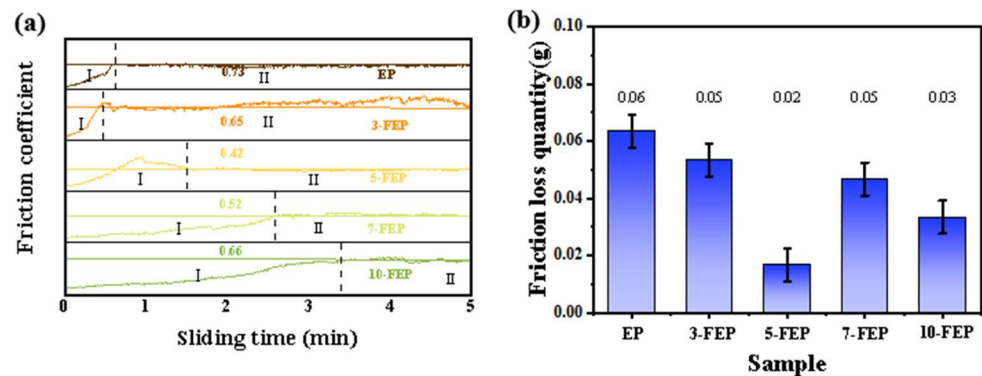 (a)
Friction coefficient
I
0.73
II
EP
I
0.65
II
3-FEP
0.42
I
II
5-FEP
0.52
I
II
7-FEP
0.66
I
10-FEP
II
0
1
2
3
4
5
Sliding time (min)
(b)
Friction loss quantity(g)
0.10
0.08
0.06
0.04
0.02
0.00
0.06
0.05
0.02
0.05
0.03
EP
3-FEP
5-FEP
7-FEP
10-FEP
Sample